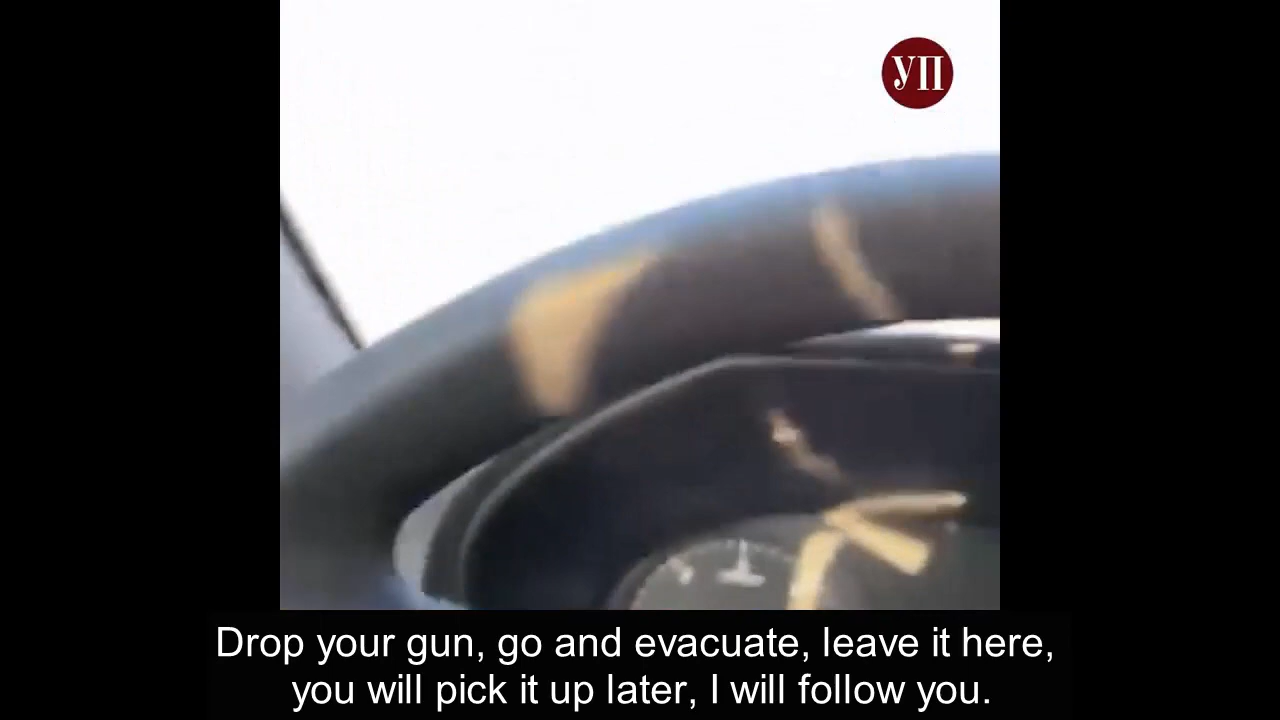 УП
Drop your gun, go and evacuate, leave it here,
you will pick it up later, I will follow you.